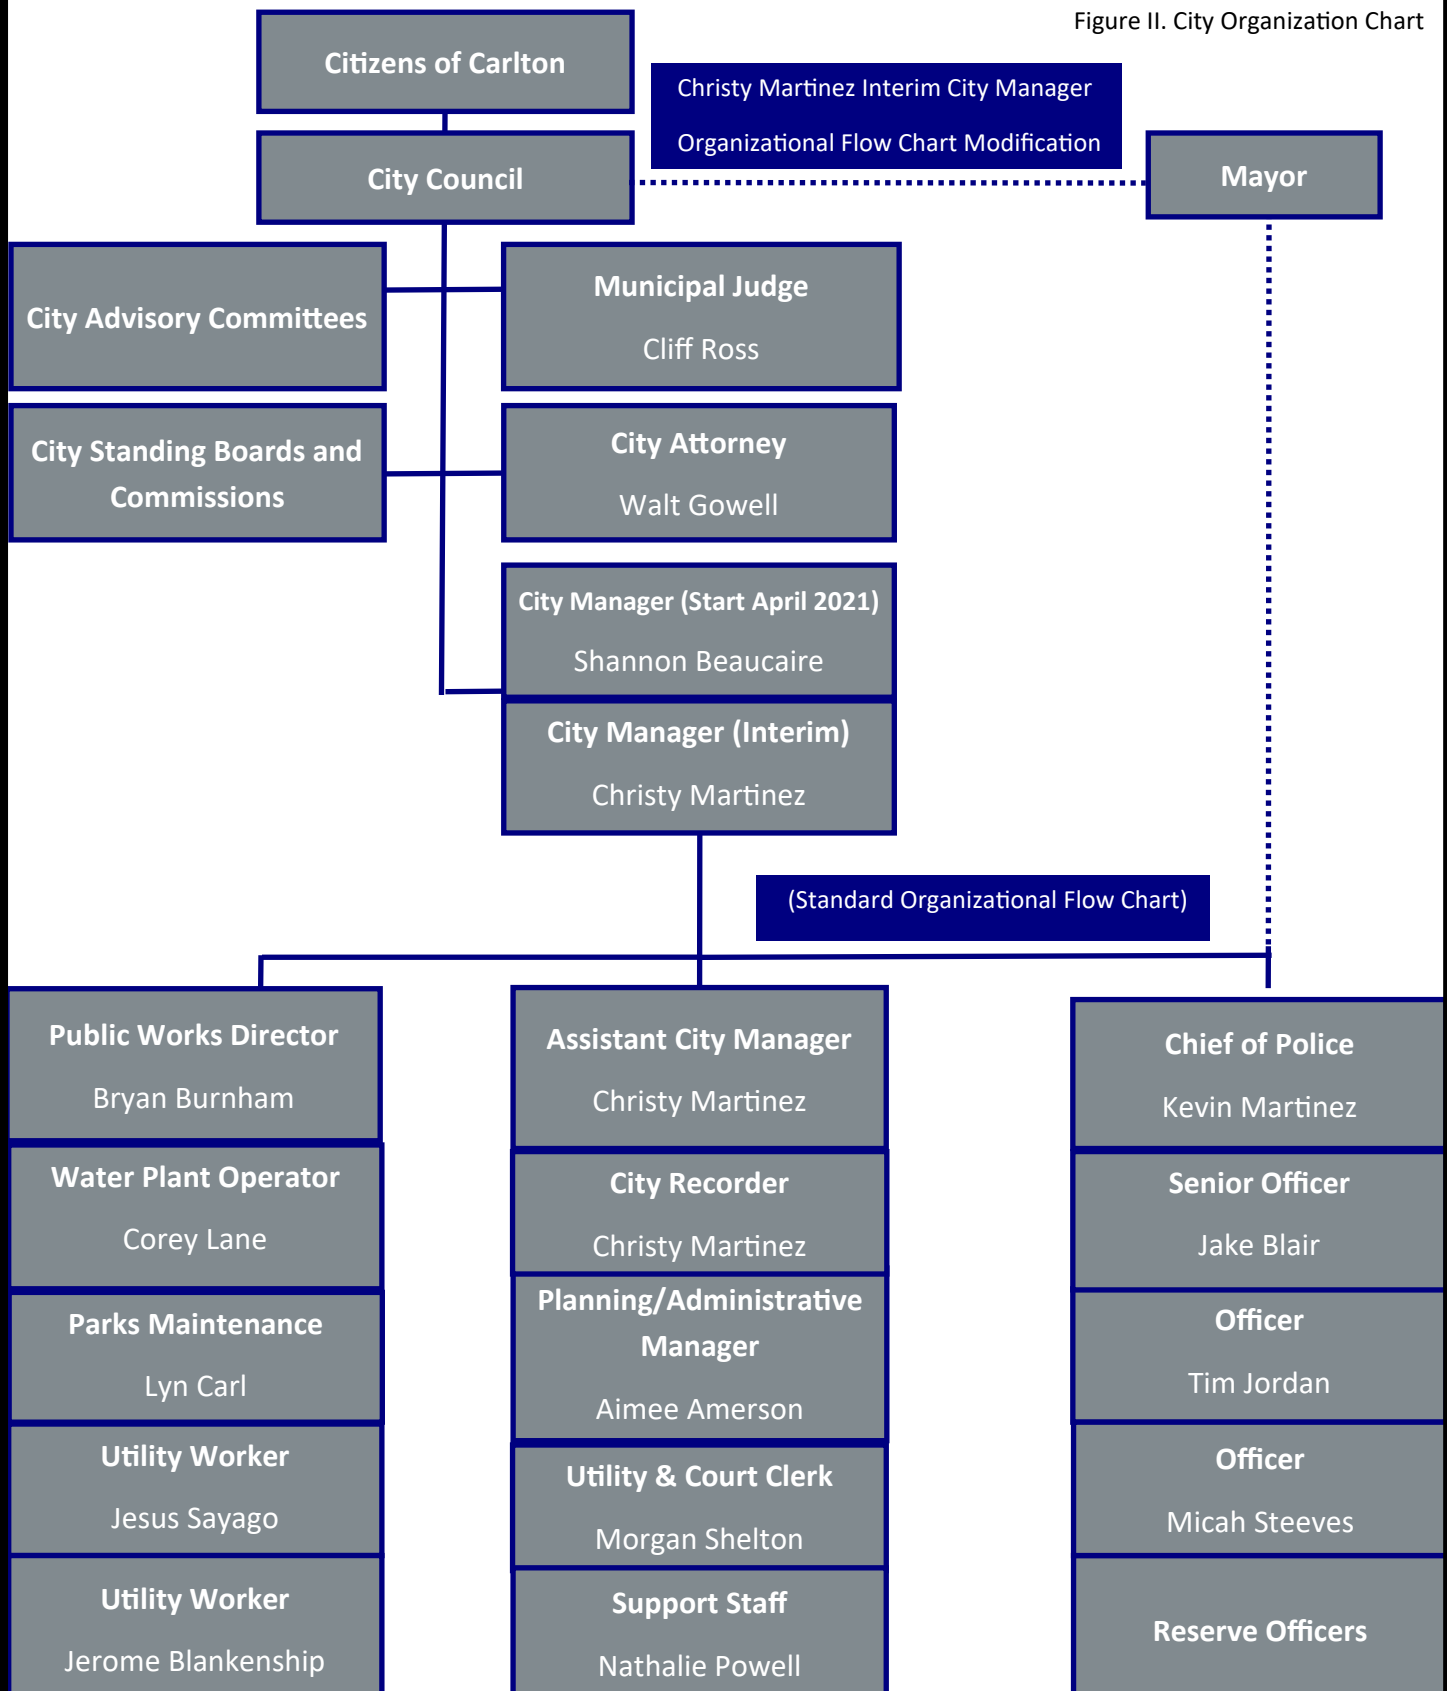 Figure II. City Organization Chart
Citizens of Carlton
Christy Martinez Interim City Manager
Organizational Flow Chart Modification
City Council
Mayor
City Advisory Committees
Municipal Judge
Cliff Ross
City Standing Boards and
Commissions
City Attorney
Walt Gowell
City Manager (Start April 2021)
Shannon Beaucaire
City Manager (Interim)
Christy Martinez
(Standard Organizational Flow Chart)
Public Works Director
Bryan Burnham
Water Plant Operator
Corey Lane
Parks Maintenance
Lyn Carl
Utility Worker
Jesus Sayago
Utility Worker
Jerome Blankenship
Assistant City Manager
Christy Martinez
City Recorder
Christy Martinez
Planning/Administrative
Manager
Aimee Amerson
Utility & Court Clerk
Morgan Shelton
Support Staff
Nathalie Powell
Chief of Police
Kevin Martinez
Senior Officer
Jake Blair
Officer
Tim Jordan
Officer
Micah Steeves
Reserve Officers